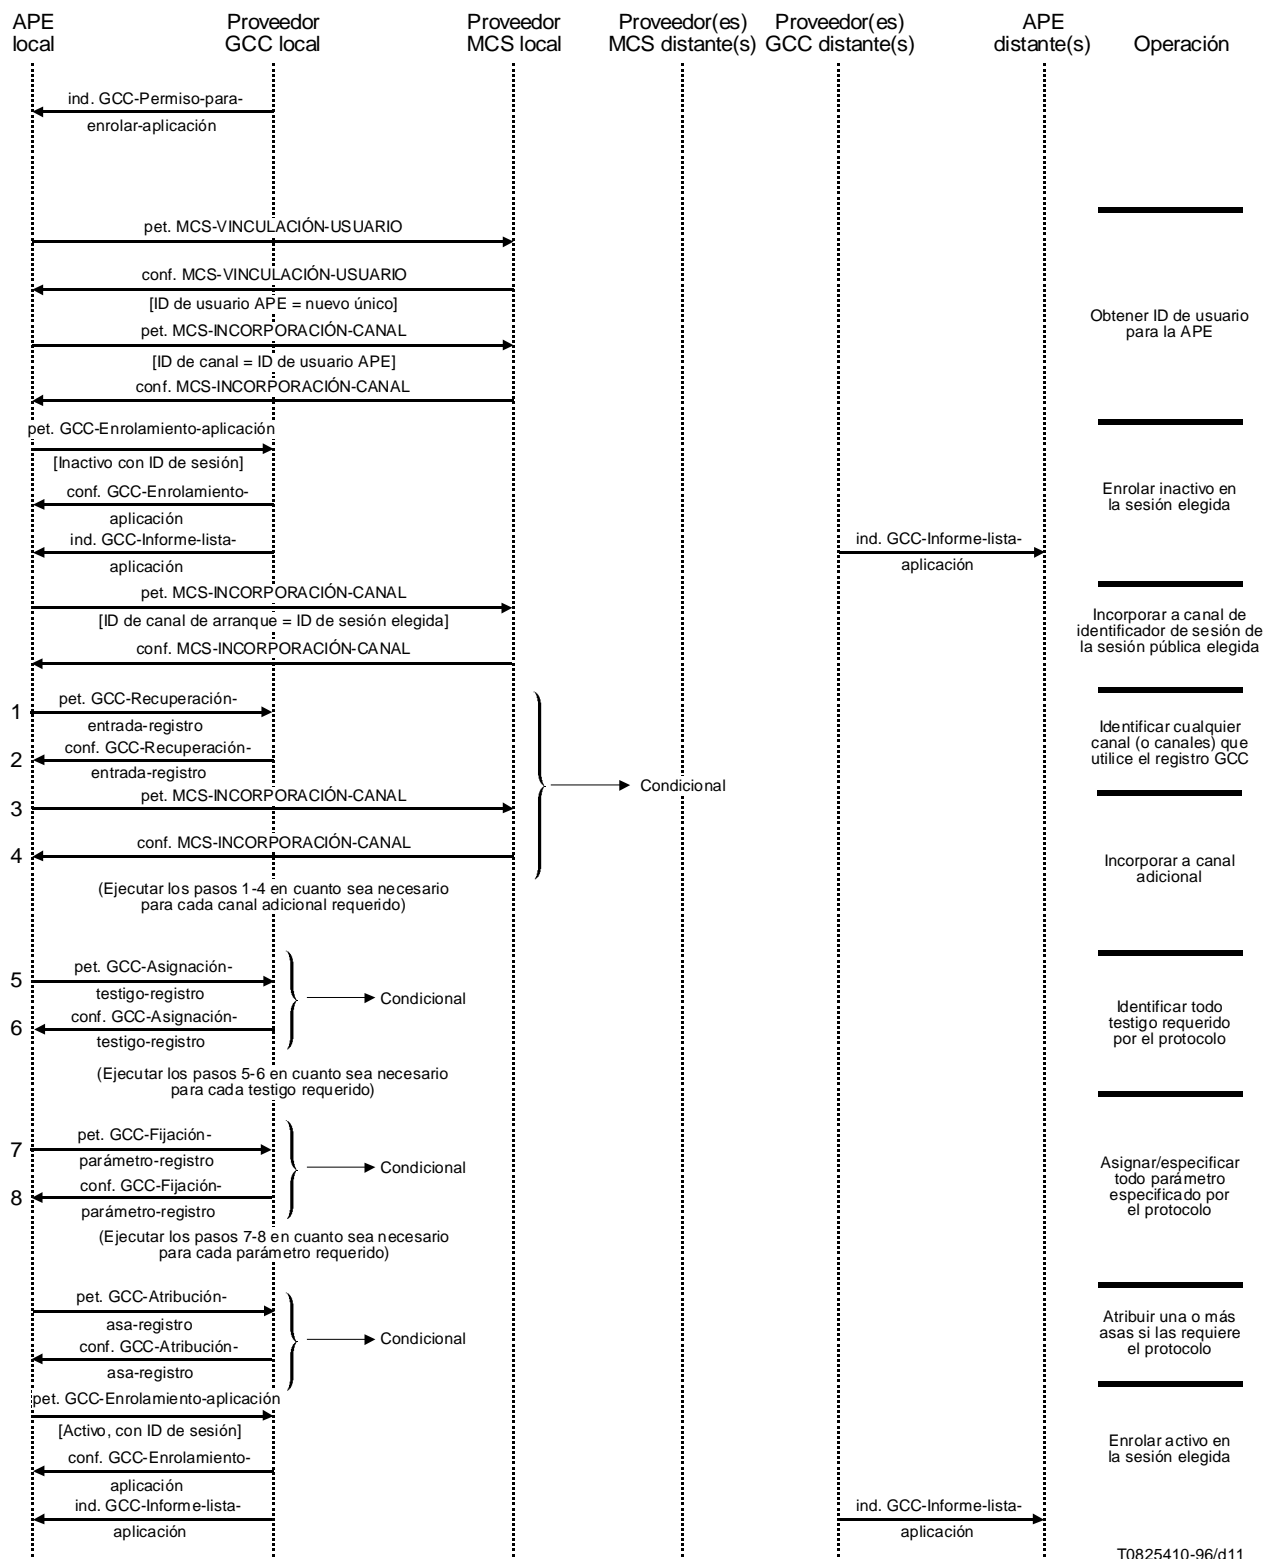 APE local
Proveedor GCC local
Proveedor MCS local
Proveedor(es) MCS distante(s)
Proveedor(es) GCC distante(s)
APE distante(s)
Operación
ind. GCC-Permiso-para-
enrolar-aplicación
pet. MCS-VINCULACIÓN-USUARIO
conf. MCS-VINCULACIÓN-USUARIO
[ID de usuario APE = nuevo único]
pet. MCS-INCORPORACIÓN-CANAL
[ID de canal = ID de usuario APE]
conf. MCS-INCORPORACIÓN-CANAL
Obtener ID de usuario
para la APE
pet. GCC-Enrolamiento-aplicación
[Inactivo con ID de sesión]
conf. GCC-Enrolamiento-
aplicación
ind. GCC-Informe-lista-
aplicación
ind. GCC-Informe-lista-
aplicación
Enrolar inactivo en
la sesión elegida
pet. MCS-INCORPORACIÓN-CANAL
[ID de canal de arranque = ID de sesión elegida]
conf. MCS-INCORPORACIÓN-CANAL
Incorporar a canal de
identificador de sesión de
la sesión pública elegida
1
pet. GCC-Recuperación-
entrada-registro
2
conf. GCC-Recuperación-
entrada-registro
Identificar cualquier
canal (o canales) que
utilice el registro GCC
3
pet. MCS-INCORPORACIÓN-CANAL
Condicional
4
conf. MCS-INCORPORACIÓN-CANAL
Incorporar a canal
adicional
(Ejecutar los pasos 1-4 en cuanto sea necesario
para cada canal adicional requerido)
5
pet. GCC-Asignación-
testigo-registro
Condicional
6
conf. GCC-Asignación-
testigo-registro
Identificar todo
testigo requerido
por el protocolo
(Ejecutar los pasos 5-6 en cuanto sea necesario
para cada testigo requerido)
7
pet. GCC-Fijación-
parámetro-registro
Condicional
8
conf. GCC-Fijación-
parámetro-registro
Asignar/especificar
todo parámetro
especificado por
el protocolo
(Ejecutar los pasos 7-8 en cuanto sea necesario
para cada parámetro requerido)
pet. GCC-Atribución-
asa-registro
Condicional
conf. GCC-Atribución-
asa-registro
Atribuir una o más
asas si las requiere
el protocolo
pet. GCC-Enrolamiento-aplicación
[Activo, con ID de sesión]
conf. GCC-Enrolamiento-
aplicación
Enrolar activo en
la sesión elegida
ind. GCC-Informe-lista-
aplicación
ind. GCC-Informe-lista-
aplicación
T0825410-96/d11